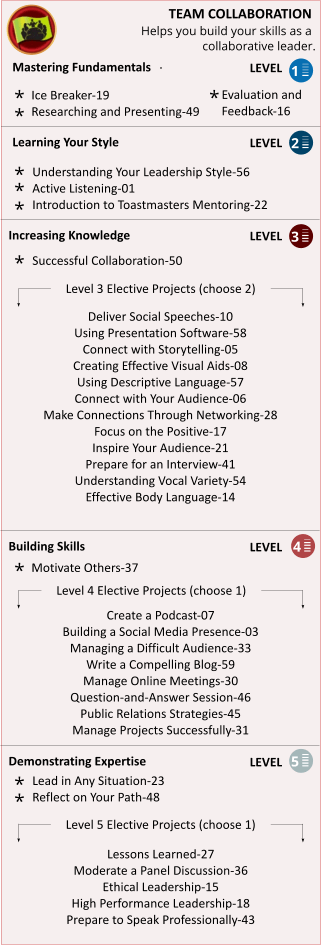 TEAM COLLABORATION
Helps you build your skills as a
collaborative leader.
Mastering Fundamentals · LEVEL 1
* Ice Breaker-19
* Researching and Presenting-49
* Evaluation and
Feedback-16
Learning Your Style LEVEL 2
* Understanding Your Leadership Style-56
* Active Listening-01
* Introduction to Toastmasters Mentoring-22
Increasing Knowledge LEVEL 3
* Successful Collaboration-50
Level 3 Elective Projects (choose 2)
Deliver Social Speeches-10
Using Presentation Software-58
Connect with Storytelling-05
Creating Effective Visual Aids-08
Using Descriptive Language-57
Connect with Your Audience-06
Make Connections Through Networking-28
Focus on the Positive-17
Inspire Your Audience-21
Prepare for an Interview-41
Understanding Vocal Variety-54
Effective Body Language-14
Building Skills LEVEL 4
* Motivate Others-37
Level 4 Elective Projects (choose 1)
Create a Podcast-07
Building a Social Media Presence-03
Managing a Difficult Audience-33
Write a Compelling Blog-59
Manage Online Meetings-30
Question-and-Answer Session-46
Public Relations Strategies-45
Manage Projects Successfully-31
Demonstrating Expertise LEVEL 5
* Lead in Any Situation-23
* Reflect on Your Path-48
Level 5 Elective Projects (choose 1)
Lessons Learned-27
Moderate a Panel Discussion-36
Ethical Leadership-15
High Performance Leadership-18
Prepare to Speak Professionally-43